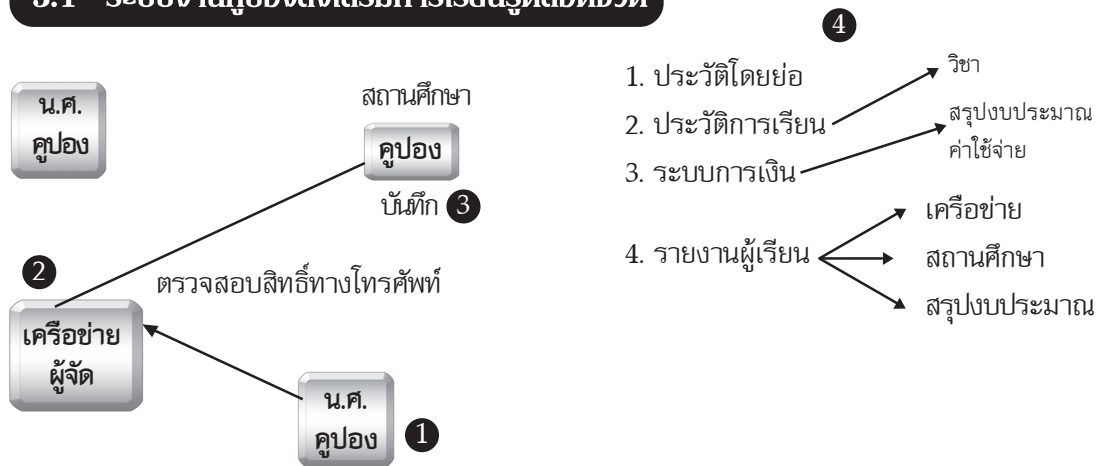 4
1. ประวัติโดยย่อ
วิชา
2. ประวัติการเรียน
สรุปงบประมาณ
ค่าใช้จ่าย
3. ระบบการเงิน
4. รายงานผู้เรียน
เครือข่าย
สถานศึกษา
สรุปงบประมาณ
น.ศ.
คูปอง
สถานศึกษา
คูปอง
บันทึก 3
2
ตรวจสอบสิทธิ์ทางโทรศัพท์
เครือข่าย
ผู้จัด
น.ศ.
คูปอง 1